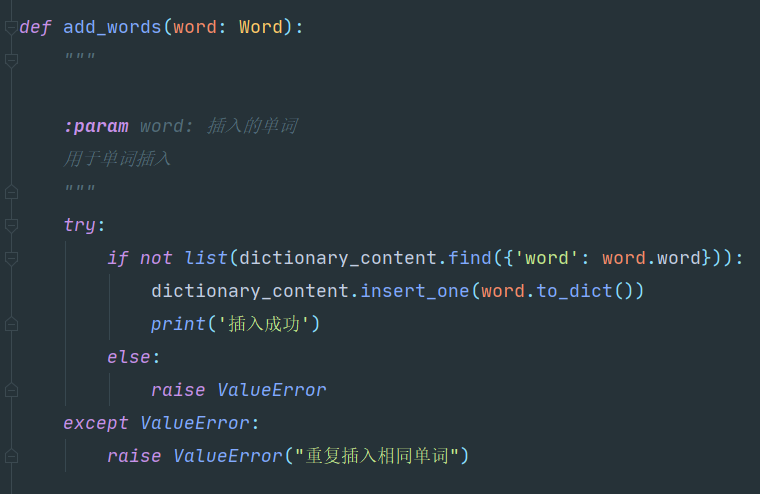 def add_words(word: Word):
    """

    :param word: 插入的单词
    用于单词插入
    """
    try:
        if not list(dictionary_content.find({'word': word.word})):
            dictionary_content.insert_one(word.to_dict())
            print('插入成功')
        else:
            raise ValueError
    except ValueError:
        raise ValueError("重复插入相同单词")